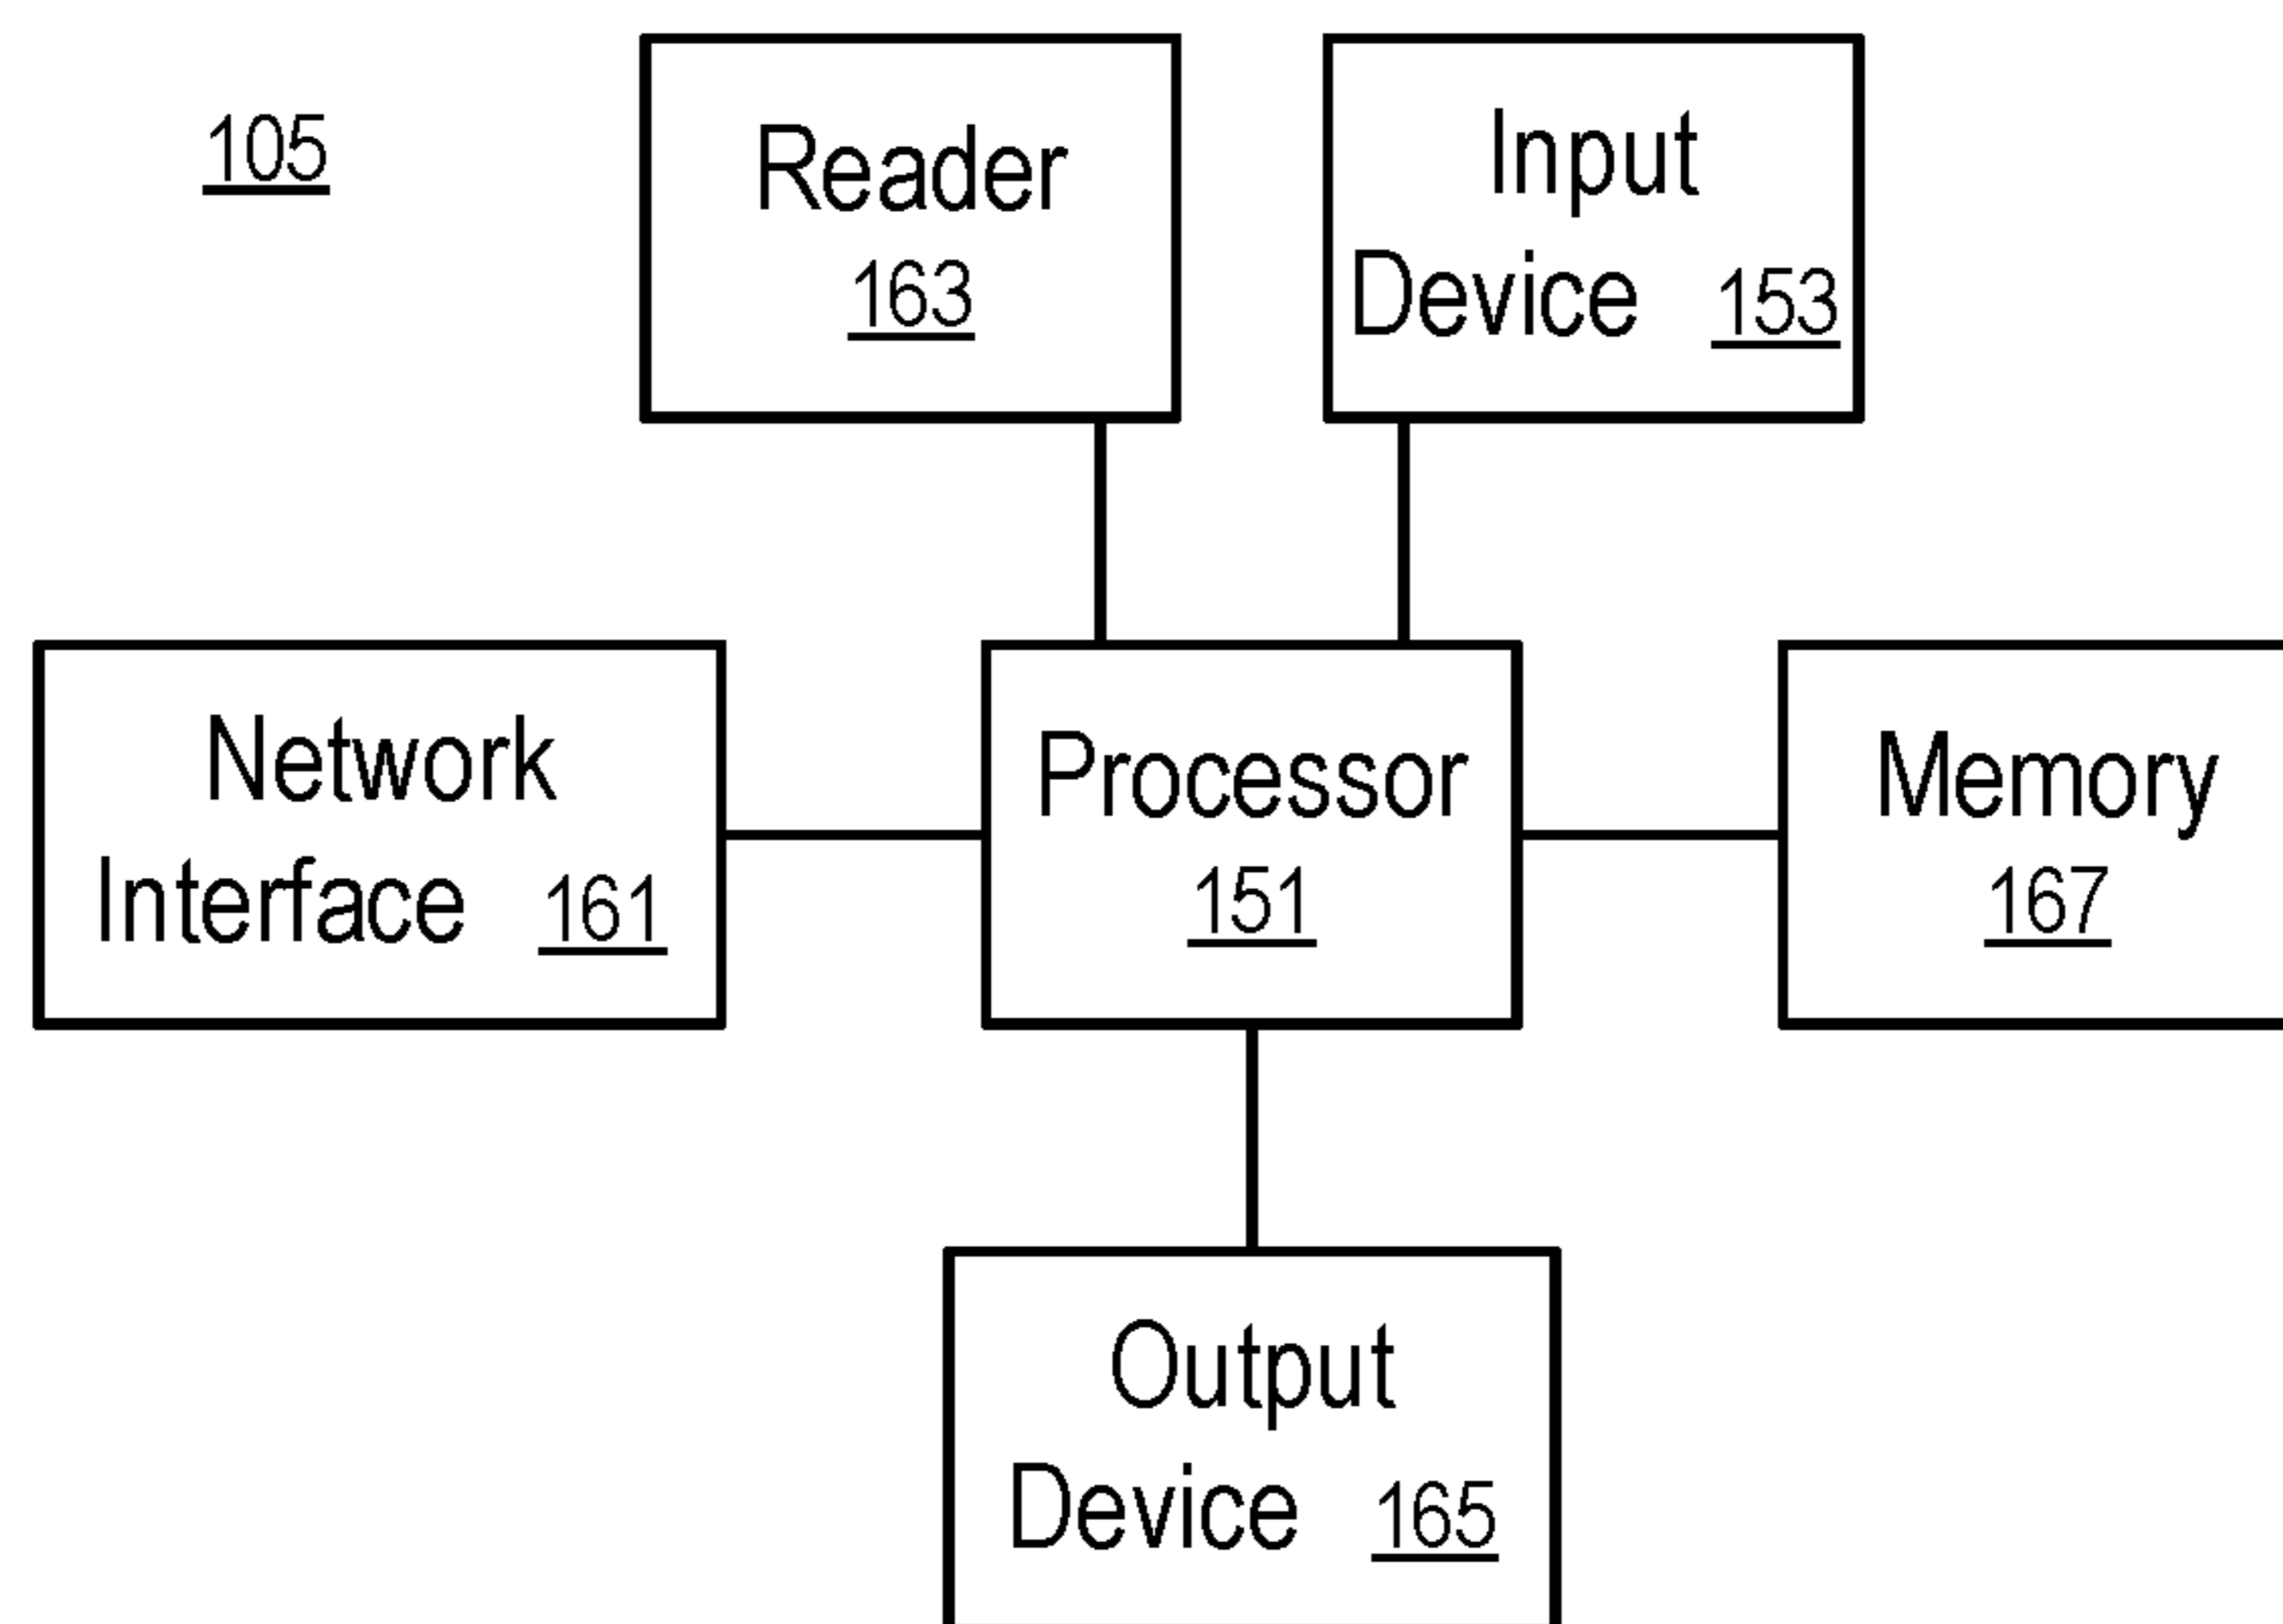 105
Reader
163
Input
Device 153
Network
Interface 161
Processor
151
Memory
167
Output
Device 165